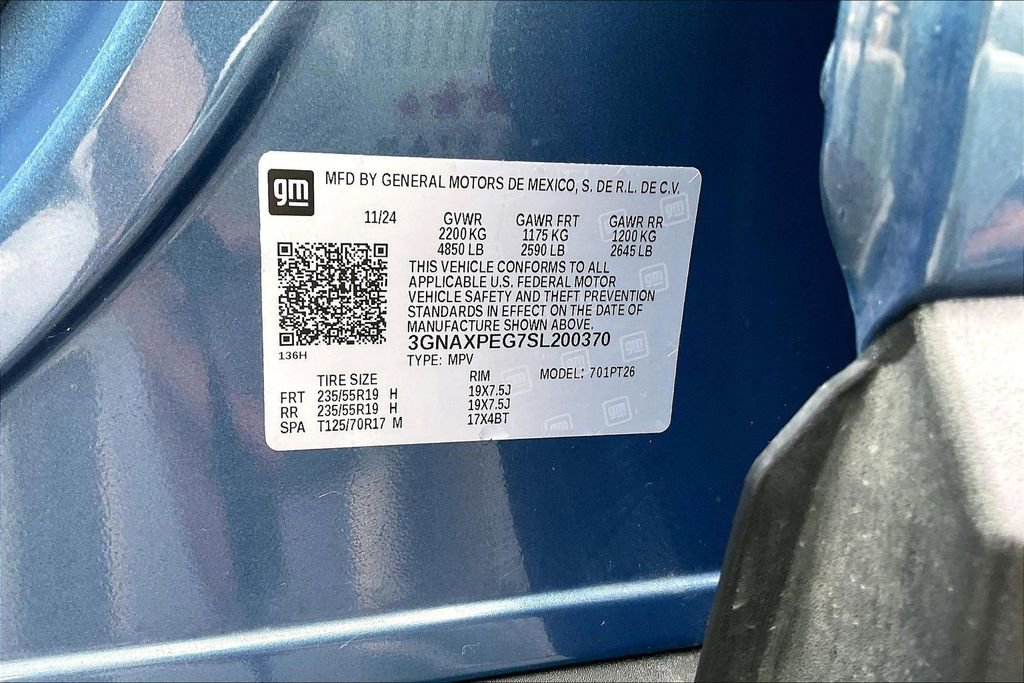 gm
MFD BY GENERAL MOTORS DE MEXICO, S. DE R.L. DE C.V.
11/24 GVWR GAWR FRT GAWR RR
2200 KG 1175 KG 1200 KG
4850 LB 2590 LB 2645 LB
THIS VEHICLE CONFORMS TO ALL
APPLICABLE U.S. FEDERAL MOTOR
VEHICLE SAFETY AND THEFT PREVENTION
STANDARDS IN EFFECT ON THE DATE OF
MANUFACTURE SHOWN ABOVE.
3GNAXPEG7SL200370
136H
TYPE: MPV MODEL: 701PT26
TIRE SIZE RIM
FRT 235/55R19 H 19X7.5J
RR 235/55R19 H 19X7.5J
SPA T125/70R17 M 17X4BT